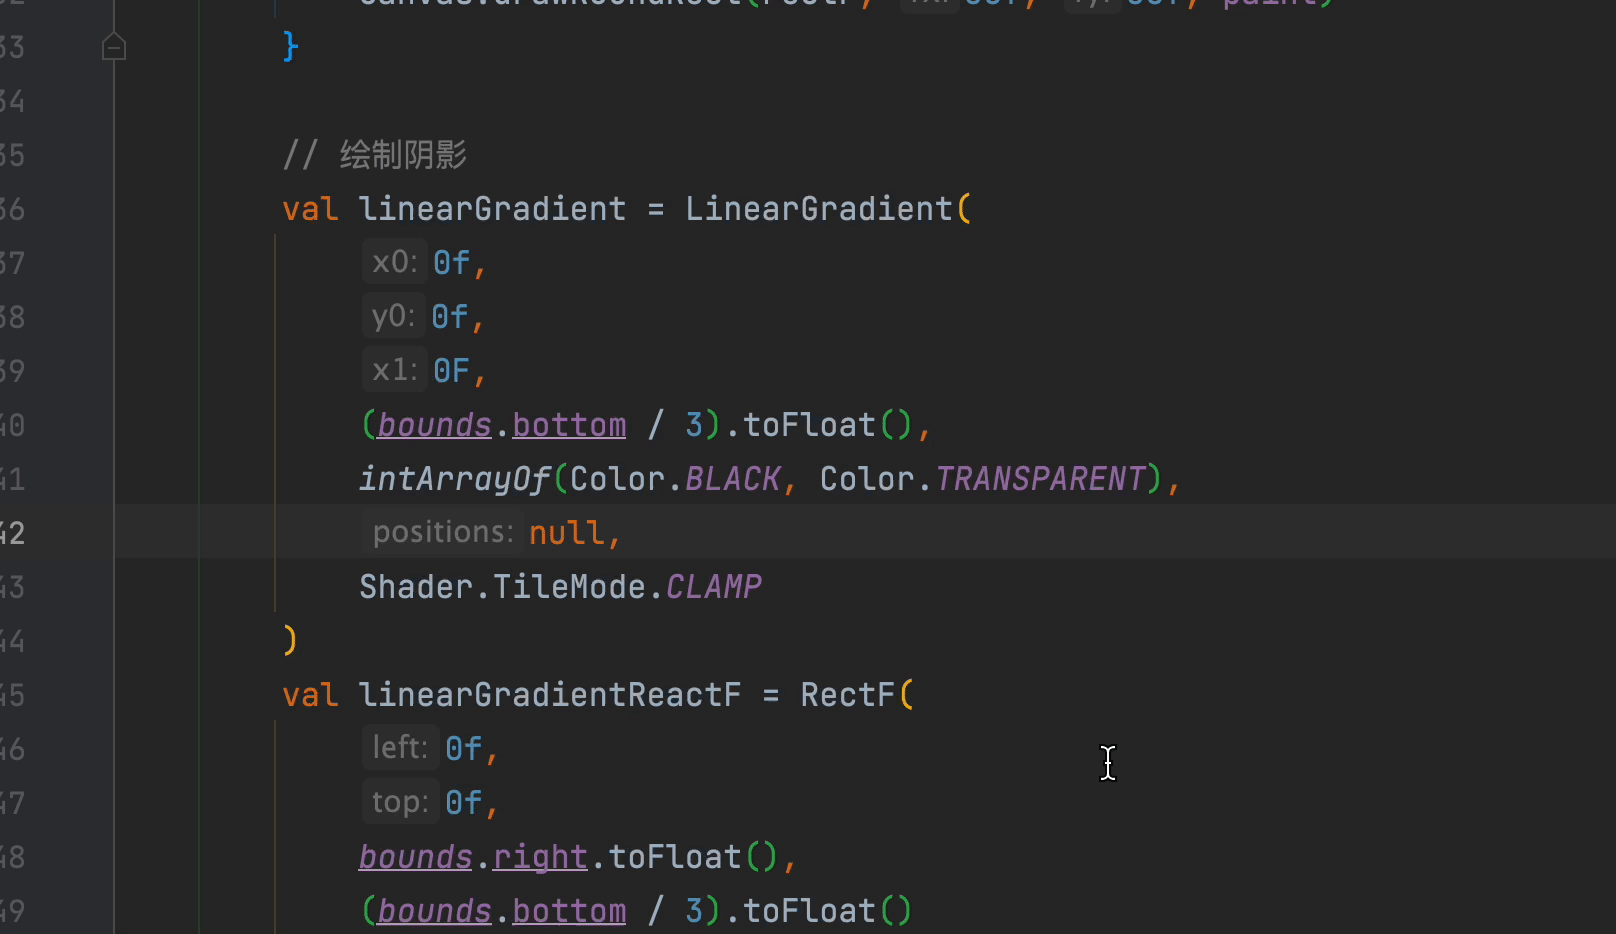 33 }
34
35 // 绘制阴影
36 val linearGradient = LinearGradient(
37 x0: 0f,
38 y0: 0f,
39 x1: 0F,
40 (bounds.bottom / 3).toFloat(),
41 intArrayOf(Color.BLACK, Color.TRANSPARENT),
42 positions: null,
43 Shader.TileMode.CLAMP
44 )
45 val linearGradientReactF = RectF(
46 left: 0f,
47 top: 0f,
48 bounds.right.toFloat(),
49 (bounds.bottom / 3).toFloat()